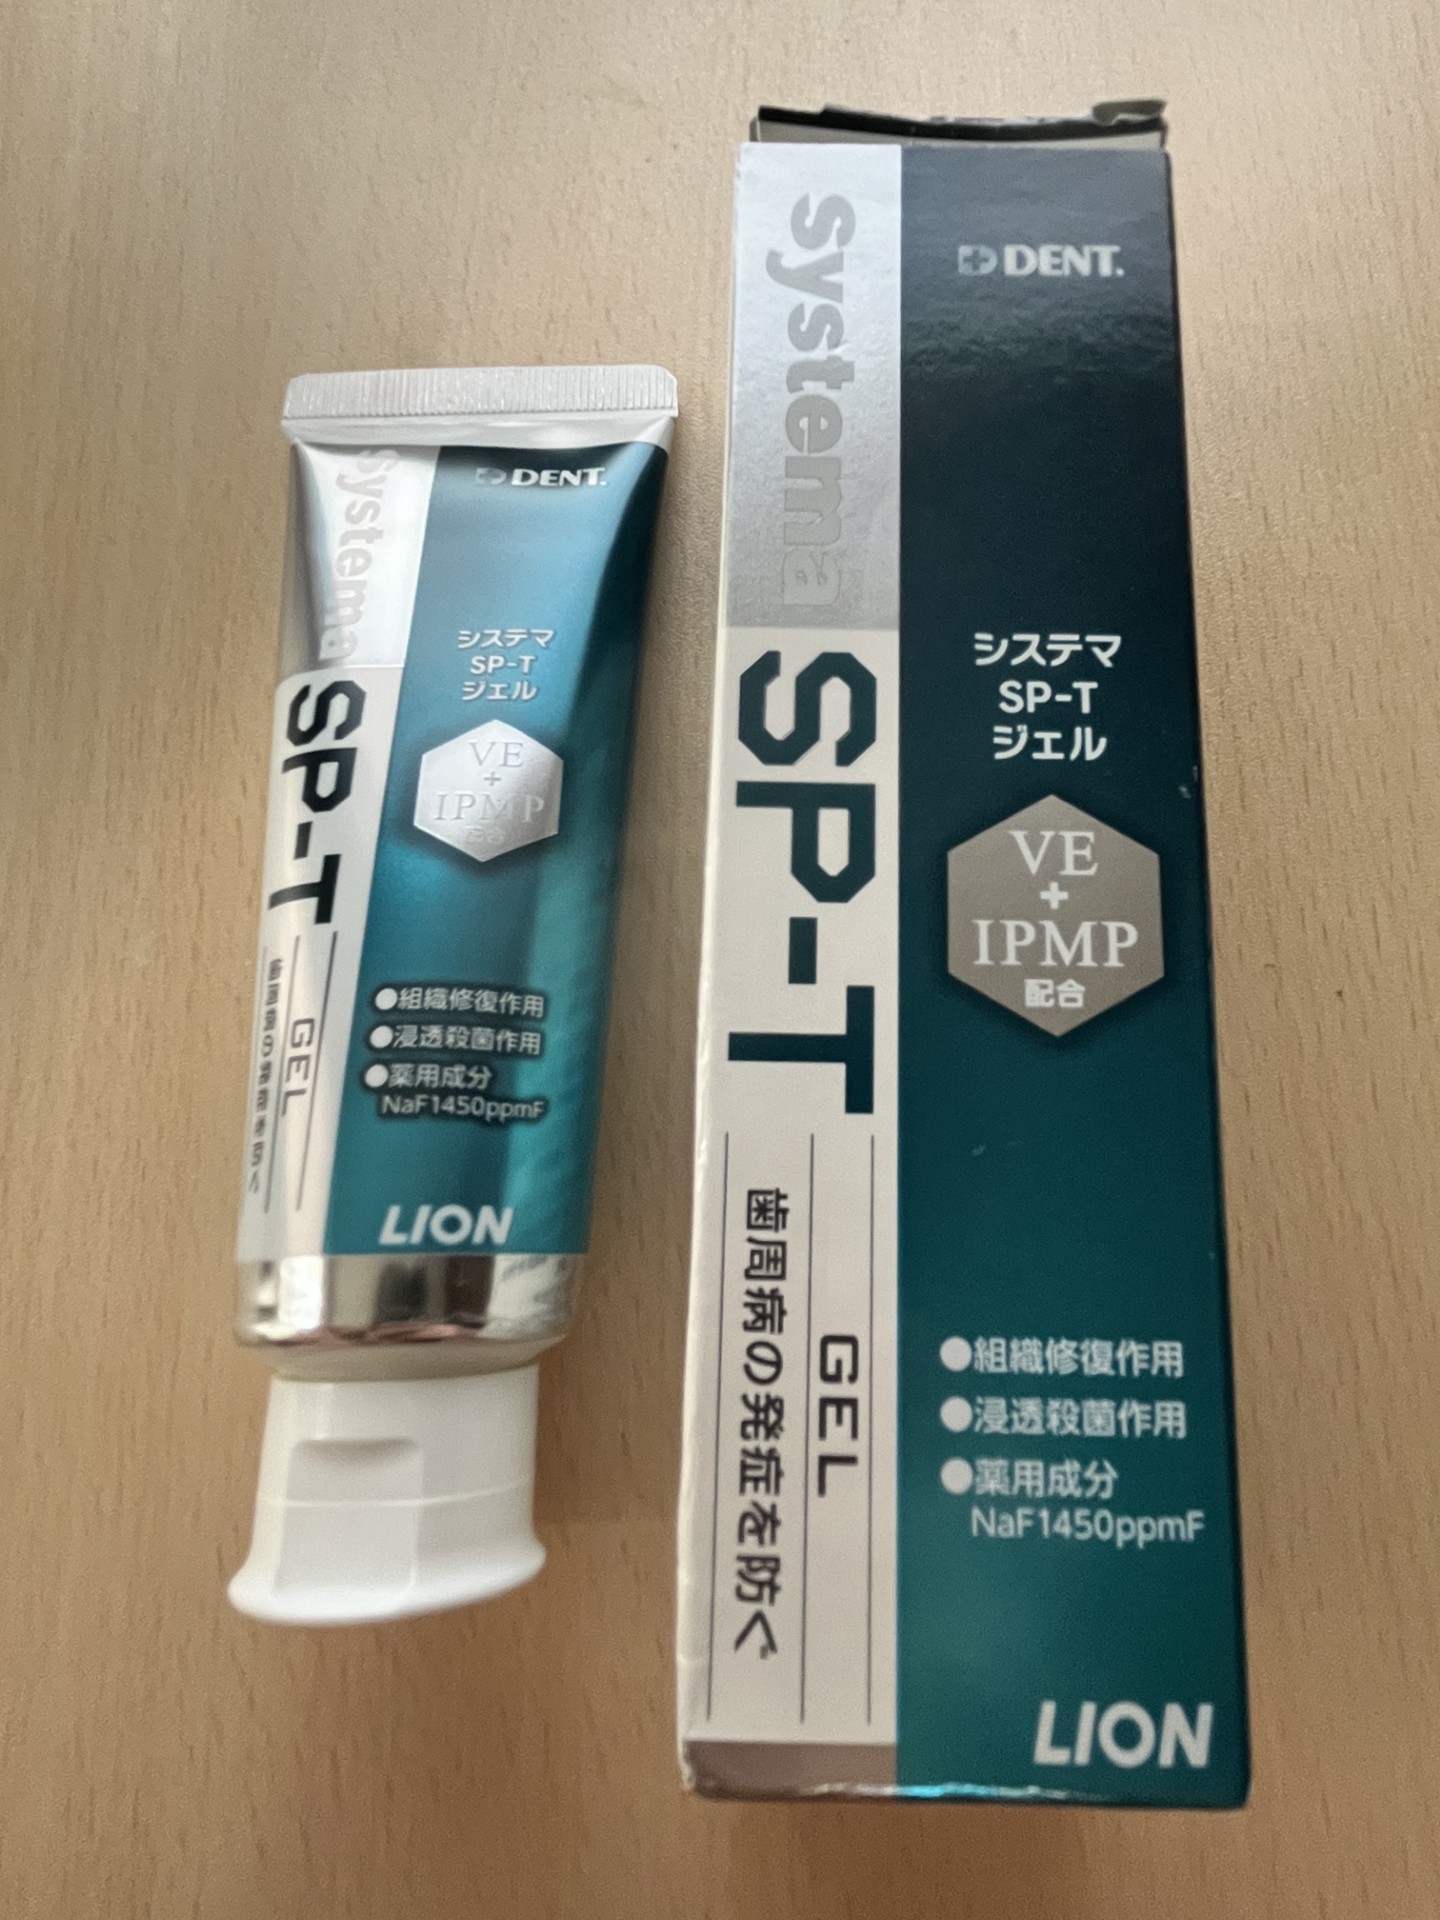 systema
SP-T
GEL
歯周病の発症を防ぐ
DENT.
システマ
SP-T
ジェル
VE
+
IPMP
配合
●組織修復作用
●浸透殺菌作用
●薬用成分
NaF1450ppmF
LION
systema
SP-T
GEL
歯周病の発症を防ぐ
DENT.
システマ
SP-T
ジェル
VE
+
IPMP
配合
●組織修復作用
●浸透殺菌作用
●薬用成分
NaF1450ppmF
LION